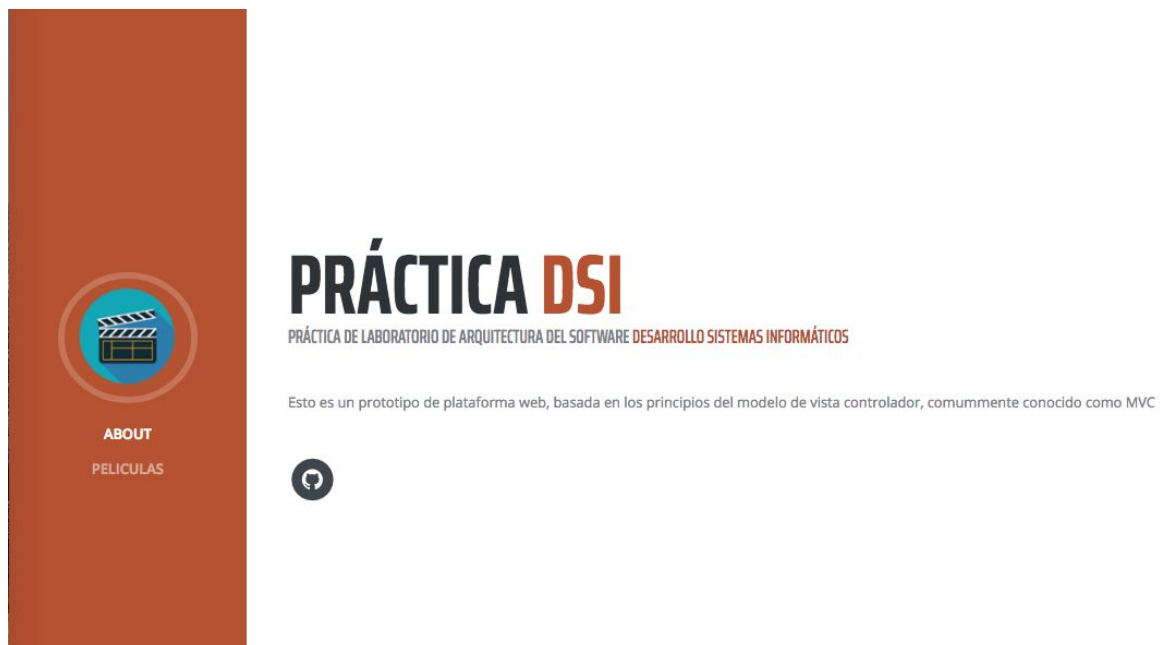 ABOUT
PELICULAS
PRÁCTICA DSI
PRÁCTICA DE LABORATORIO DE ARQUITECTURA DEL SOFTWARE DESARROLLO SISTEMAS INFORMÁTICOS
Esto es un prototipo de plataforma web, basada en los principios del modelo de vista controlador, comummente conocido como MVC